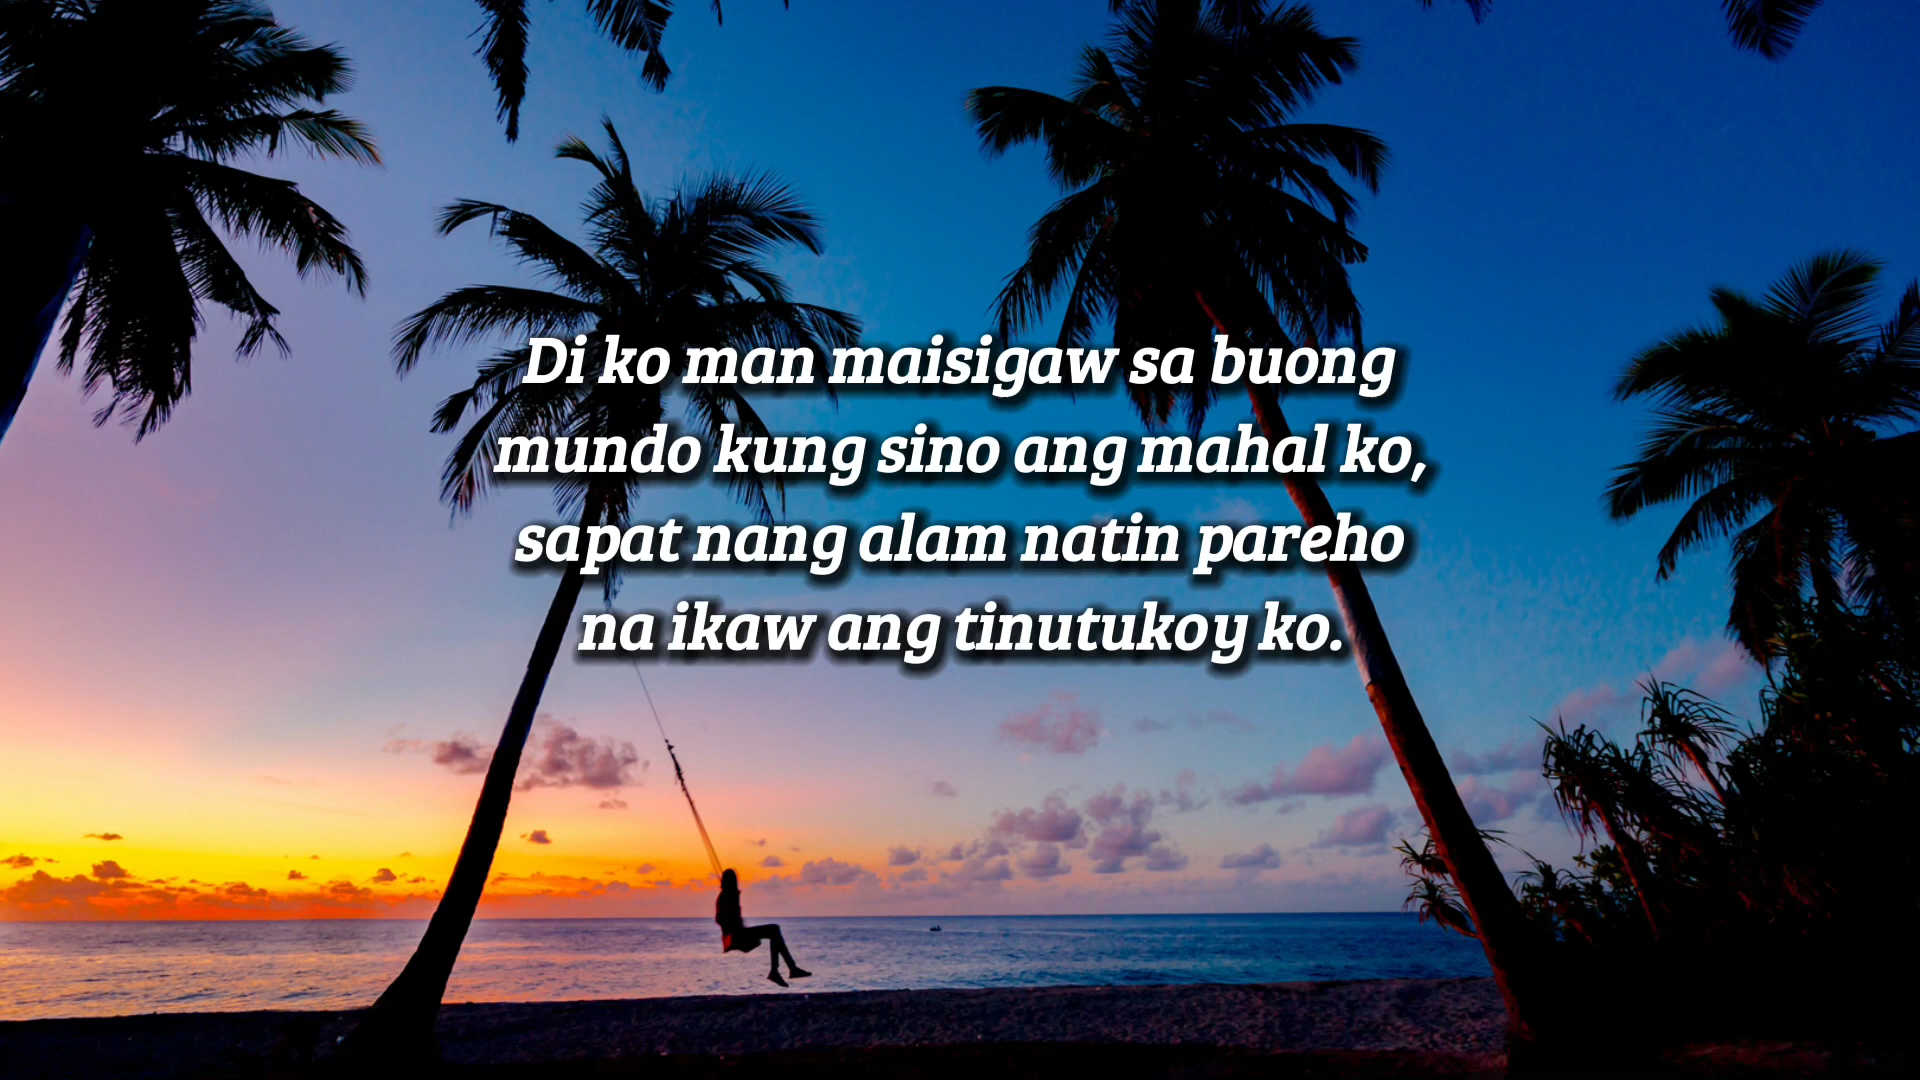 Di ko man maisigaw sa buong
mundo kung sino ang mahal ko,
sapat nang alam natin pareho
na ikaw ang tinutukoy ko.